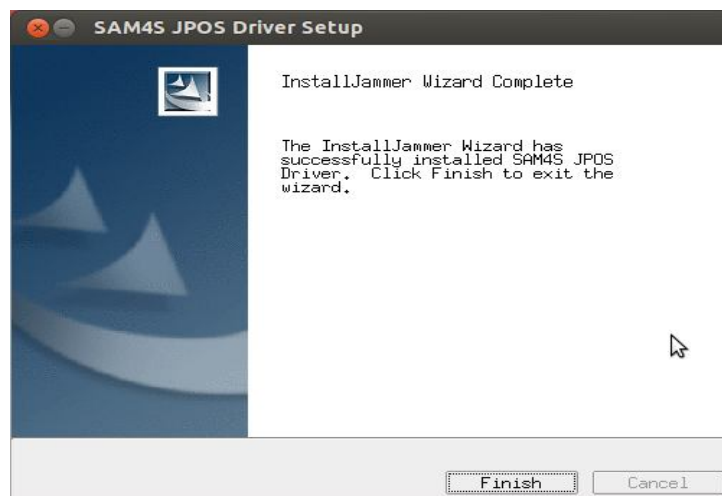 SAM4S JPOS Driver Setup
InstallJammer Wizard Complete
The InstallJammer Wizard has
successfully installed SAM4S JPOS
Driver. Click Finish to exit the
wizard.
Finish
Cancel